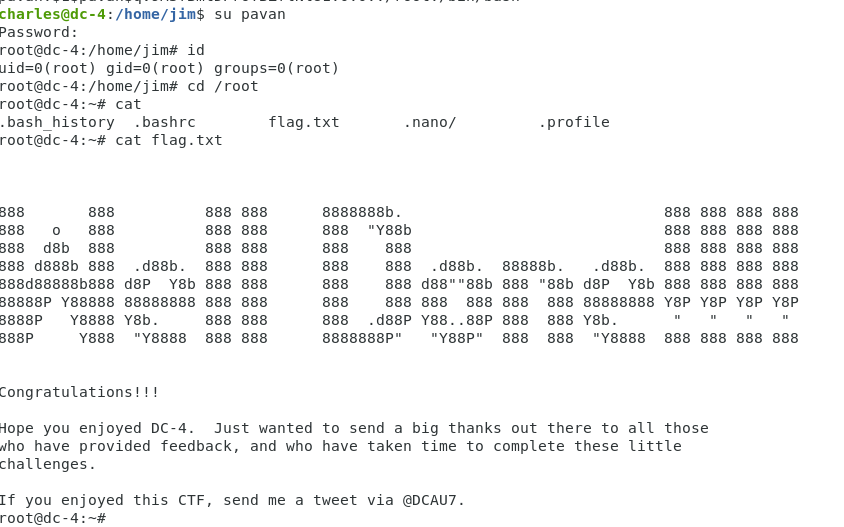 charles@dc-4:/home/jim$ su pavan
Password:
root@dc-4:/home/jim# id
uid=0(root) gid=0(root) groups=0(root)
root@dc-4:/home/jim# cd /root
root@dc-4:~# cat
.bash_history  .bashrc        flag.txt       .nano/         .profile
root@dc-4:~# cat flag.txt
888       888          888 888      8888888b.                             888 888 888 888
888   o   888          888 888      888  "Y88b                            888 888 888 888
888  d8b  888          888 888      888    888                            888 888 888 888
888 d888b 888  .d88b.  888 888      888    888  .d88b.  88888b.   .d88b.  888 888 888 888
888d88888b888 d8P  Y8b 888 888      888    888 d88""88b 888 "88b d8P  Y8b 888 888 888 888
88888P Y88888 88888888 888 888      888    888 888  888 888  888 88888888 Y8P Y8P Y8P Y8P
8888P   Y8888 Y8b.     888 888      888  .d88P Y88..88P 888  888 Y8b.      "   "   "   "
888P     Y888  "Y8888  888 888      8888888P"   "Y88P"  888  888  "Y8888  888 888 888 888
Congratulations!!!
Hope you enjoyed DC-4.  Just wanted to send a big thanks out there to all those
who have provided feedback, and who have taken time to complete these little
challenges.
If you enjoyed this CTF, send me a tweet via @DCAU7.
root@dc-4:~#